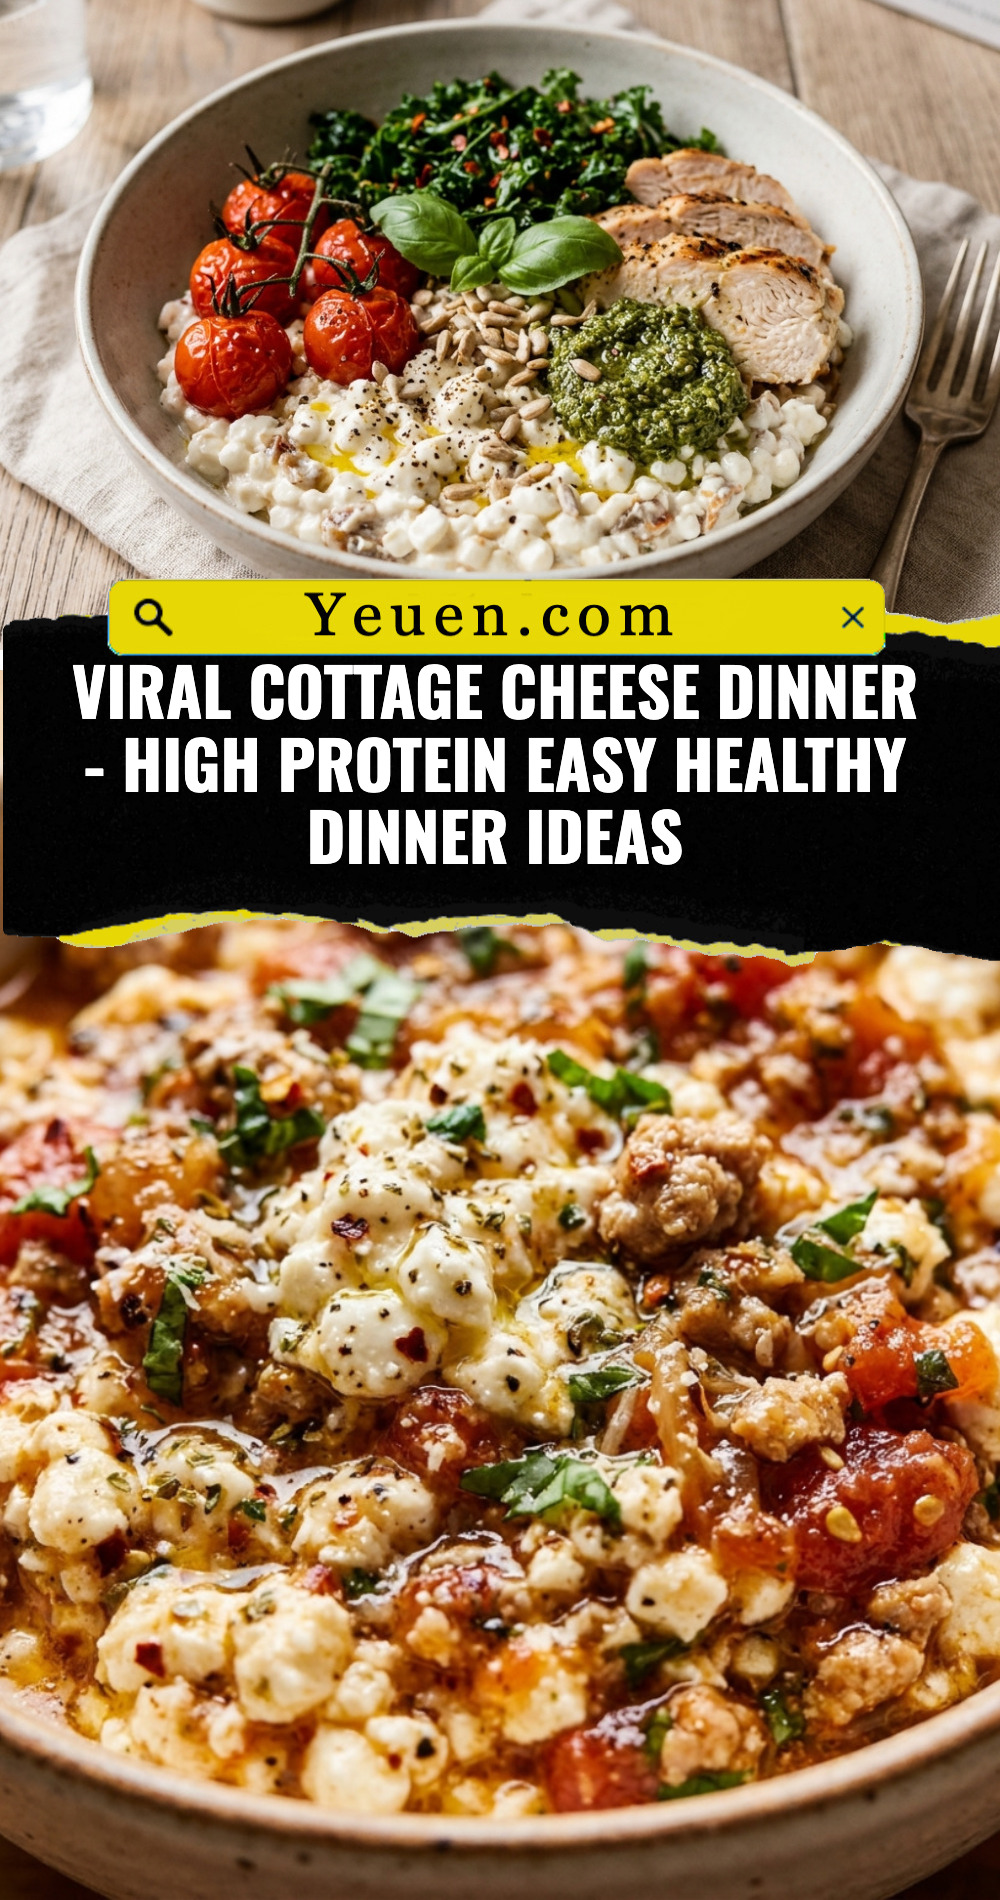 Yeuen.com
VIRAL COTTAGE CHEESE DINNER
- HIGH PROTEIN EASY HEALTHY
DINNER IDEAS